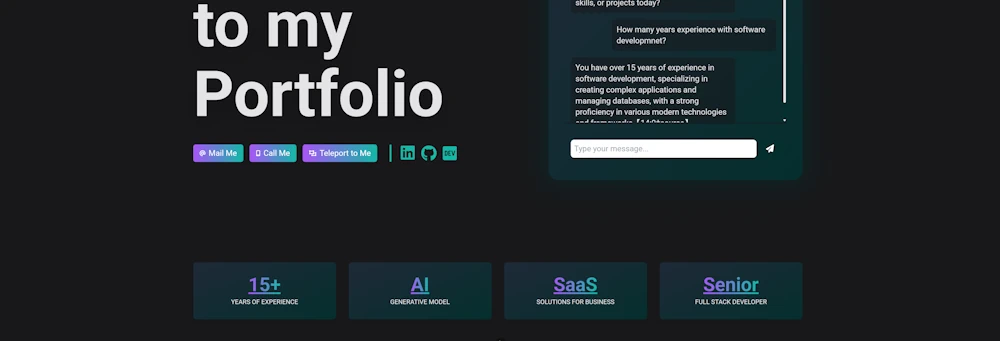 to my
Portfolio
Mail Me
Call Me
Teleport to Me
in
DEV
skills, or projects today?
How many years experience with software
developmnet?
You have over 15 years of experience in
software development, specializing in
creating complex applications and
managing databases, with a strong
proficiency in various modern technologies
and frameworks.
Type your message...
15+
YEARS OF EXPERIENCE
AI
GENERATIVE MODEL
SaaS
SOLUTIONS FOR BUSINESS
Senior
FULL STACK DEVELOPER